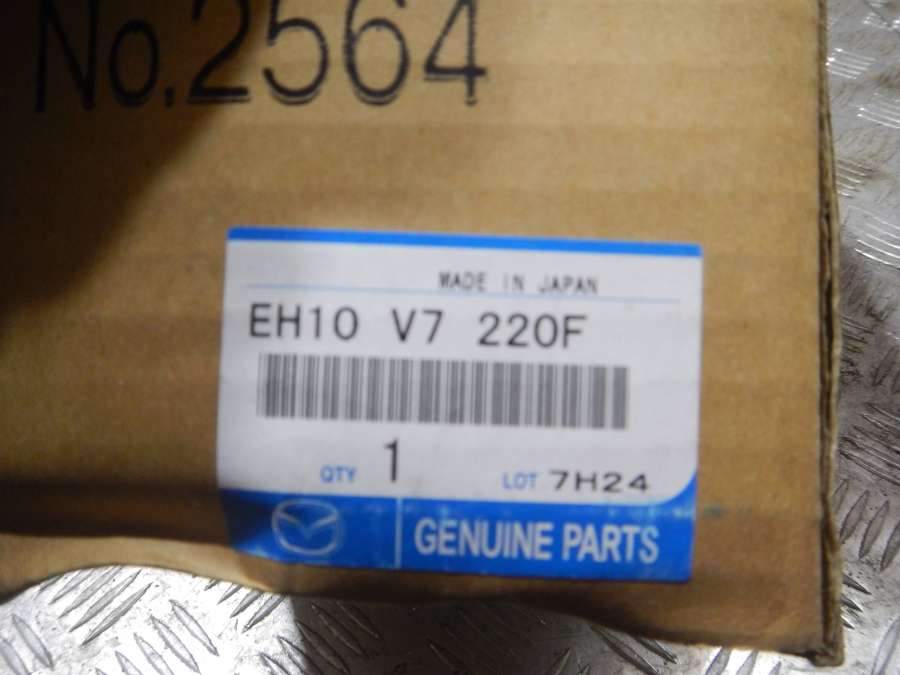 No.2564
MADE IN JAPAN
EH10 V7 220F
QTY 1 LOT 7H24
GENUINE PARTS